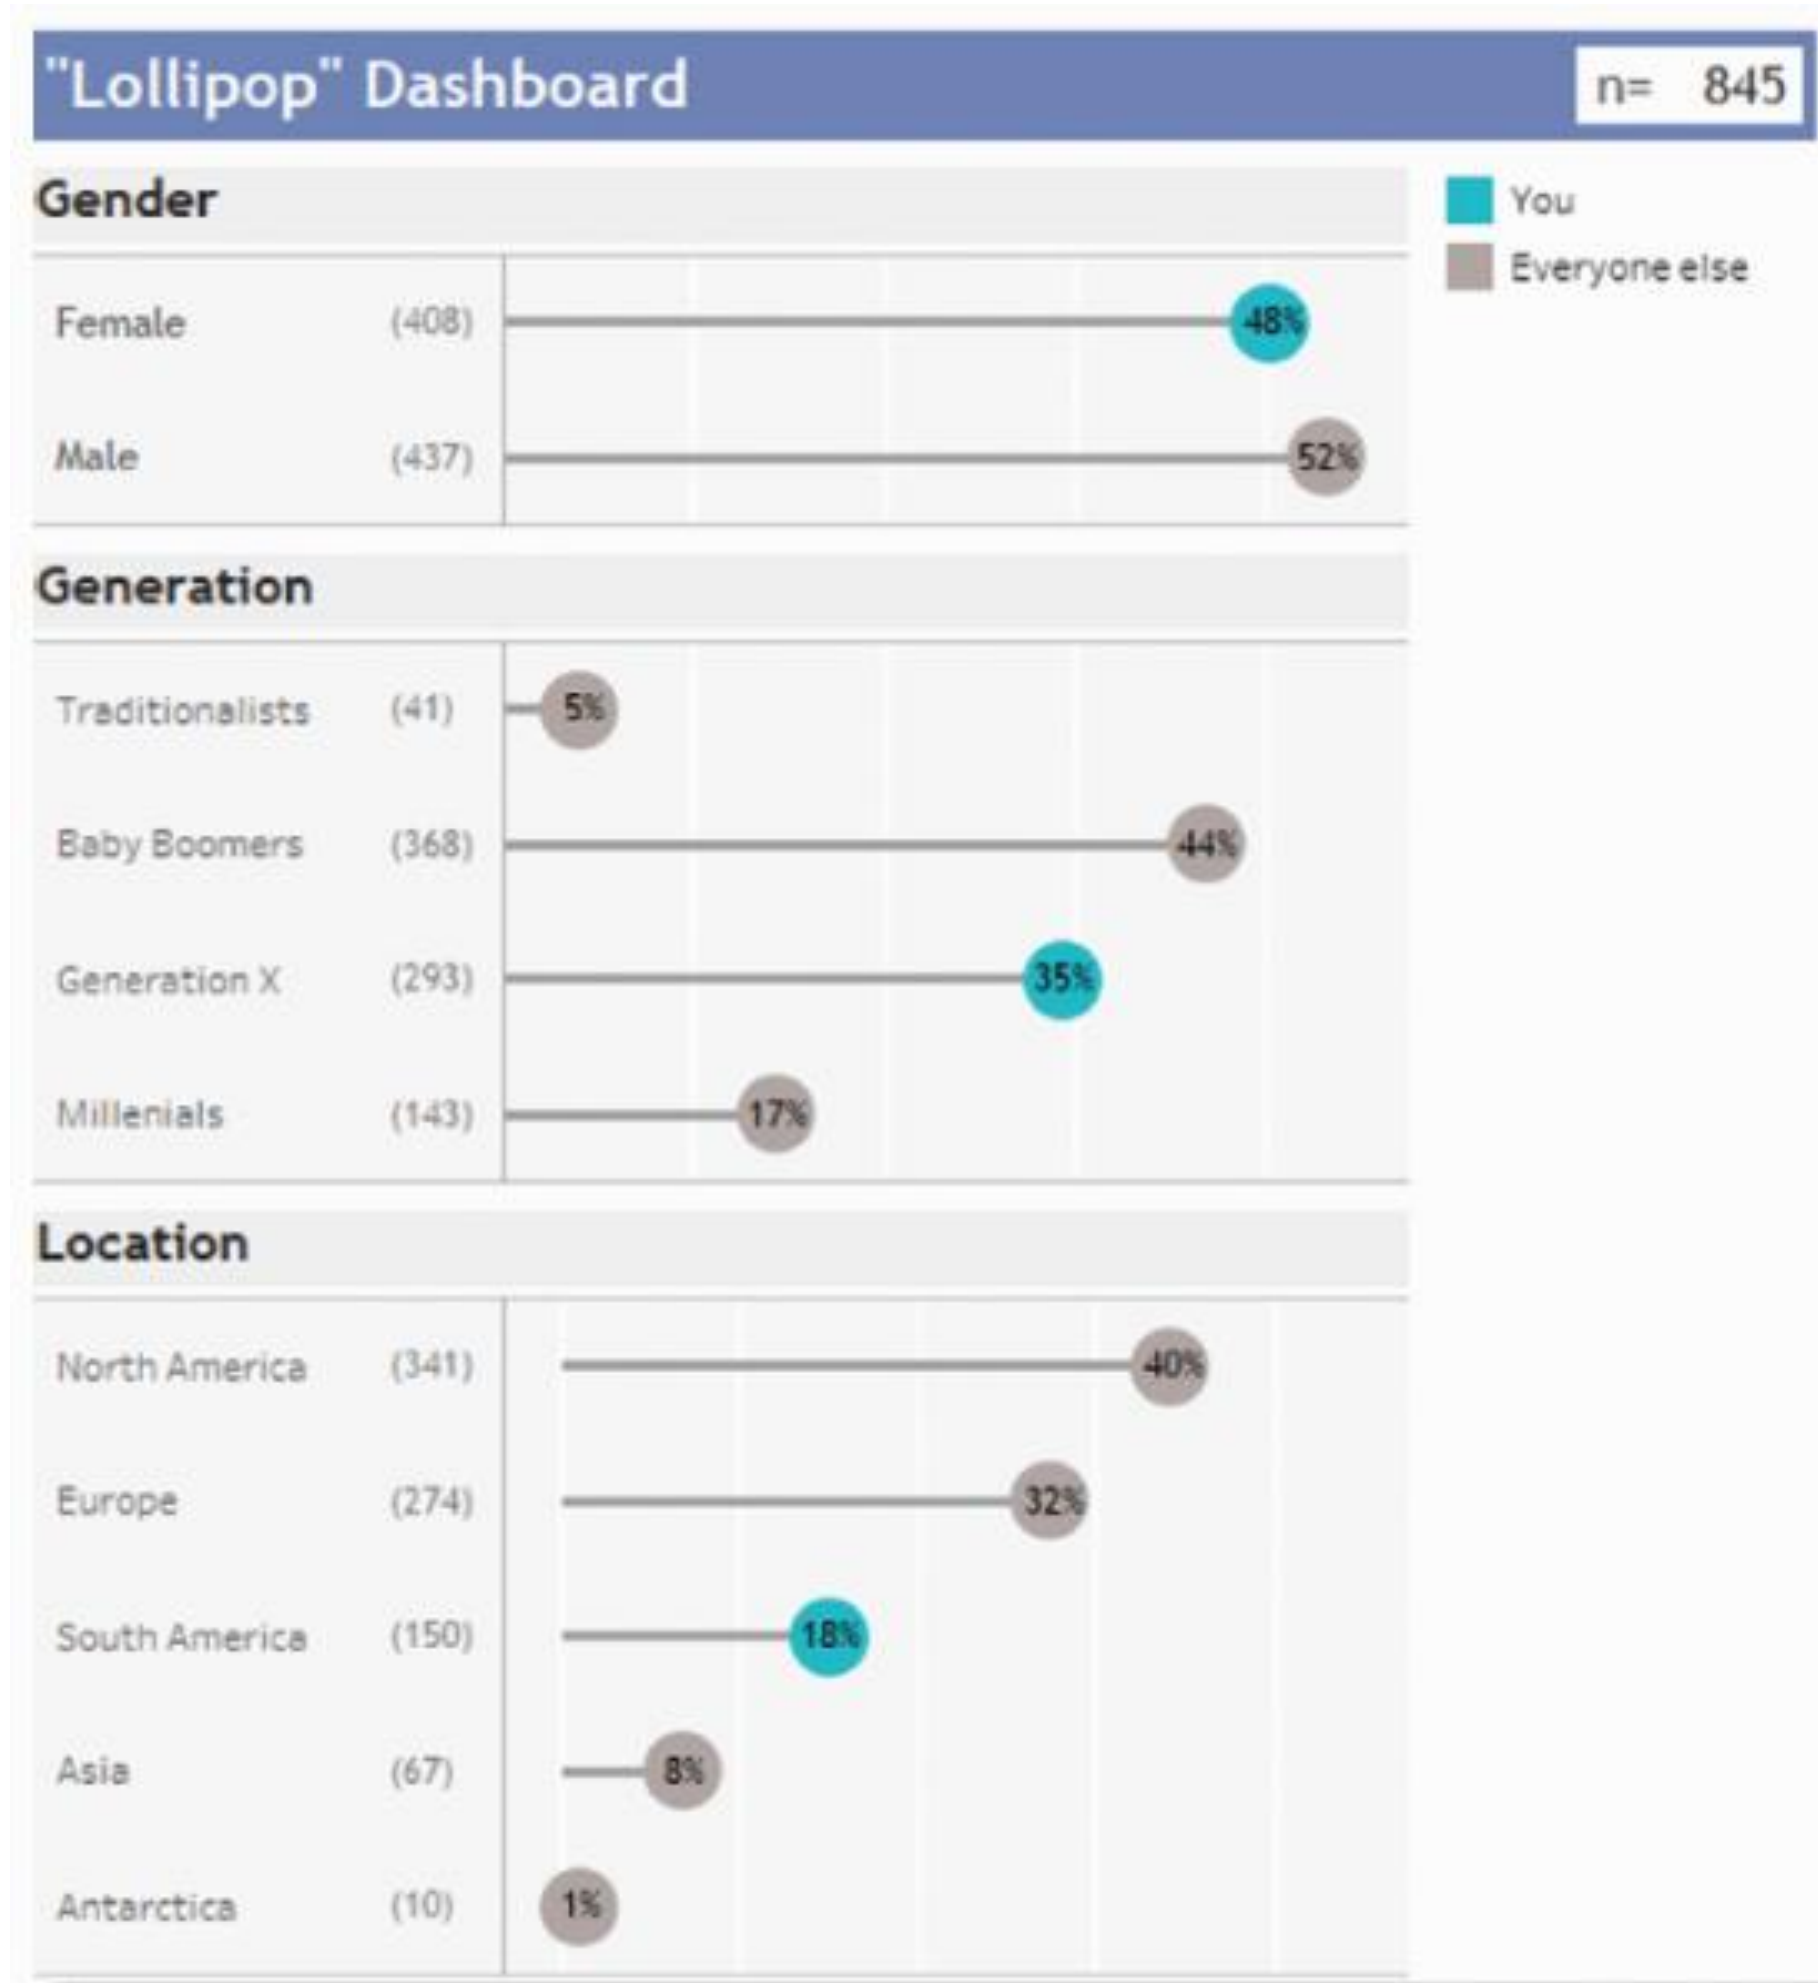 "Lollipop" Dashboard n= 845
Gender
You
Everyone else
Female (408) 48%
Male (437) 52%
Generation
Traditionalists (41) 5%
Baby Boomers (368) 44%
Generation X (293) 35%
Millenials (143) 17%
Location
North America (341) 40%
Europe (274) 32%
South America (150) 18%
Asia (67) 8%
Antarctica (10) 1%